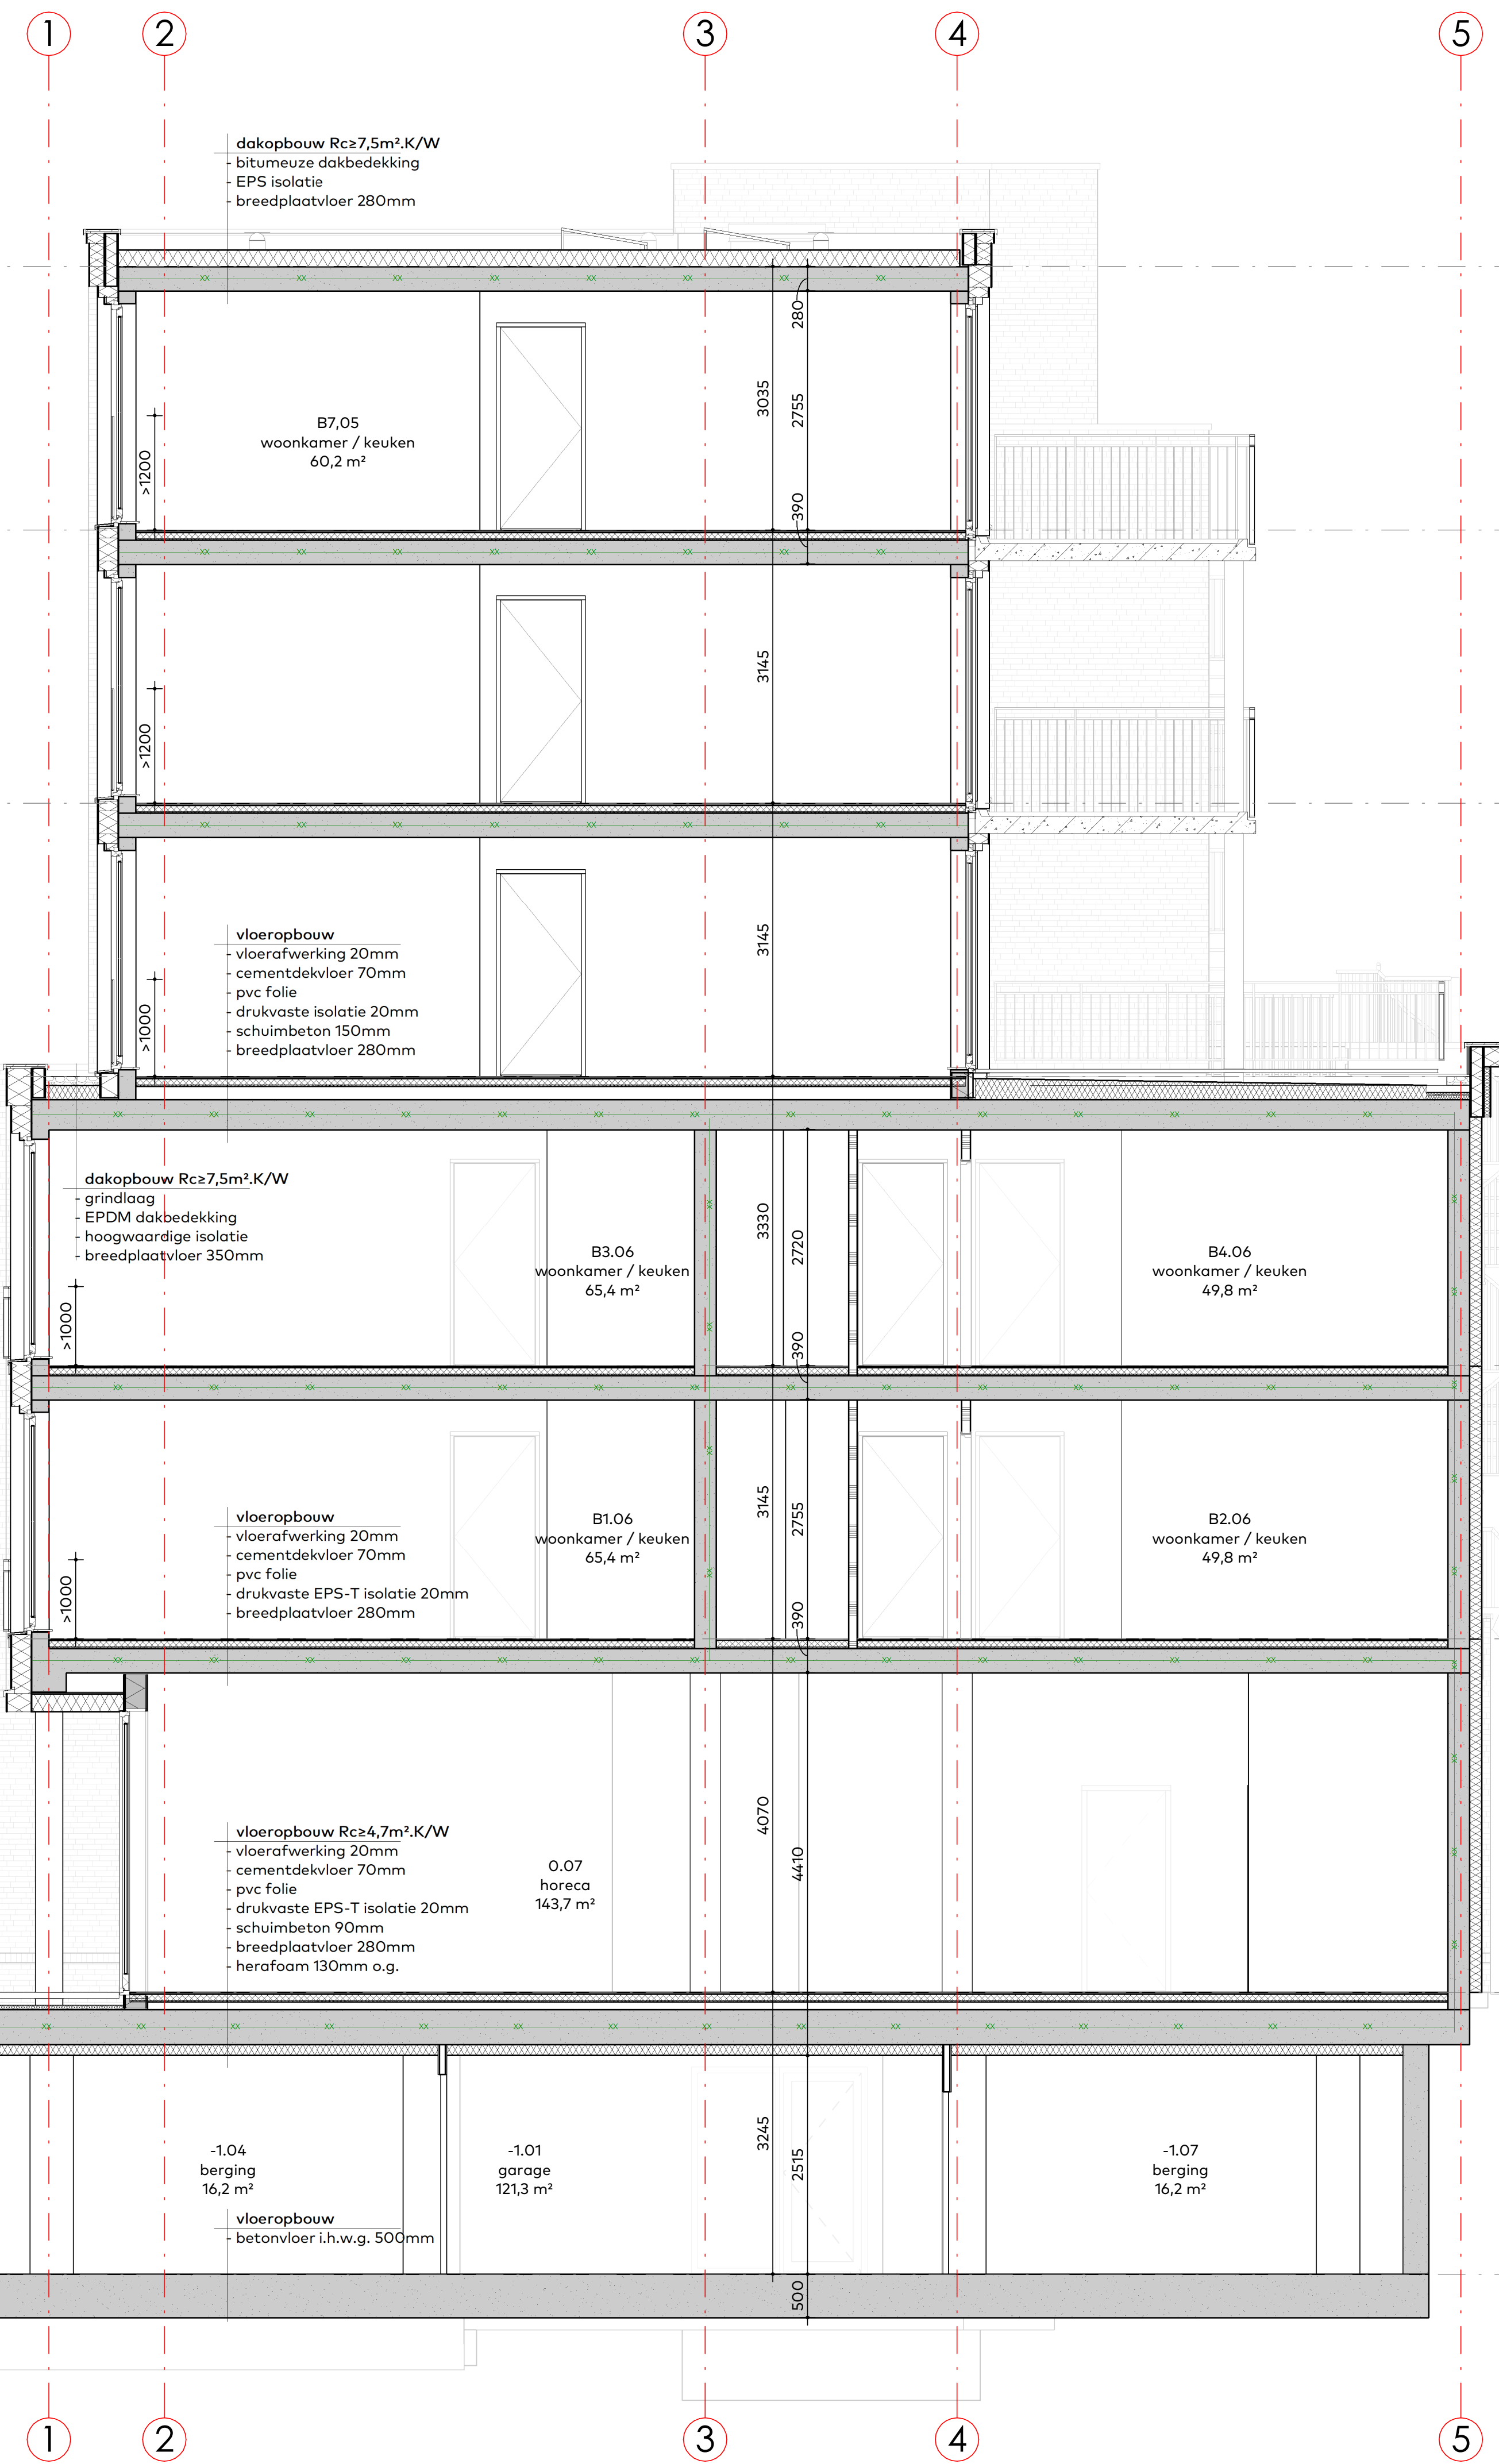 1 2 3 4 5
dakopbouw Rc≥7,5m².K/W
- bitumeuze dakbedekking
- EPS isolatie
- breedplaatvloer 280mm
280
3035
2755
B7,05
woonkamer / keuken
60,2 m²
>1200
390
3145
>1200
3145
vloeropbouw
- vloerafwerking 20mm
- cementdekvloer 70mm
- pvc folie
- drukvaste isolatie 20mm
- schuimbeton 150mm
- breedplaatvloer 280mm
>1000
dakopbouw Rc≥7,5m².K/W
- grindlaag
- EPDM dakbedekking
- hoogwaardige isolatie
- breedplaatvloer 350mm
>1000
B3.06
woonkamer / keuken
65,4 m²
3330
2720
390
B4.06
woonkamer / keuken
49,8 m²
vloeropbouw
- vloerafwerking 20mm
- cementdekvloer 70mm
- pvc folie
- drukvaste EPS-T isolatie 20mm
- breedplaatvloer 280mm
>1000
B1.06
woonkamer / keuken
65,4 m²
3145
2755
390
B2.06
woonkamer / keuken
49,8 m²
vloeropbouw Rc≥4,7m².K/W
- vloerafwerking 20mm
- cementdekvloer 70mm
- pvc folie
- drukvaste EPS-T isolatie 20mm
- schuimbeton 90mm
- breedplaatvloer 280mm
- herafoam 130mm o.g.
0.07
horeca
143,7 m²
4070
4410
-1.04
berging
16,2 m²
-1.01
garage
121,3 m²
3245
2515
-1.07
berging
16,2 m²
vloeropbouw
- betonvloer i.h.w.g. 500mm
500
1 2 3 4 5